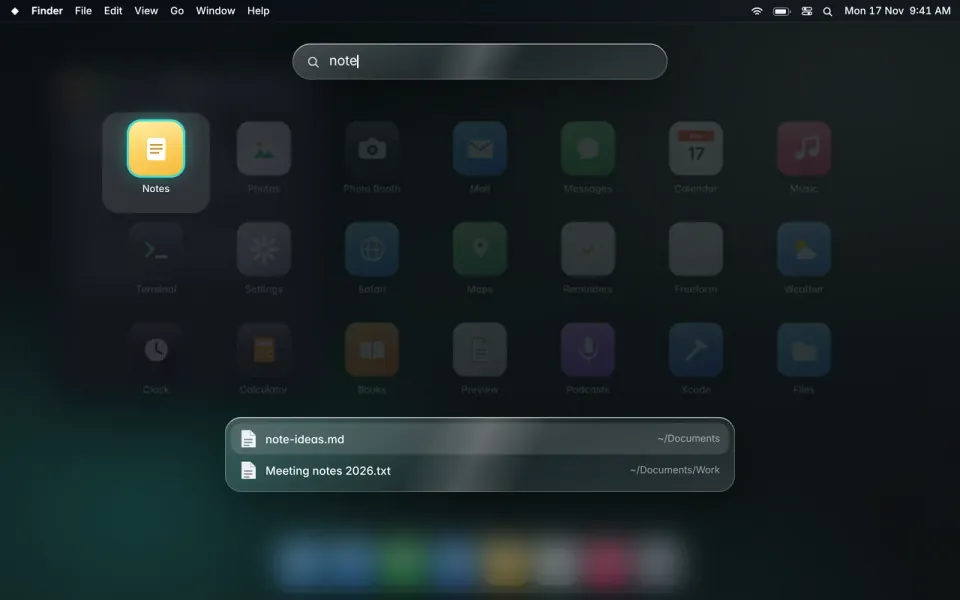 Finder File Edit View Go Window Help Mon 17 Nov 9:41 AM
note
17
Notes Photos Photo Booth Mail Messages Calendar Music
Terminal Settings Safari Maps Reminders Freeform Weather
Clock Calculator Books Preview Podcasts Xcode Files
note-ideas.md ~/Documents
Meeting notes 2026.txt ~/Documents/Work